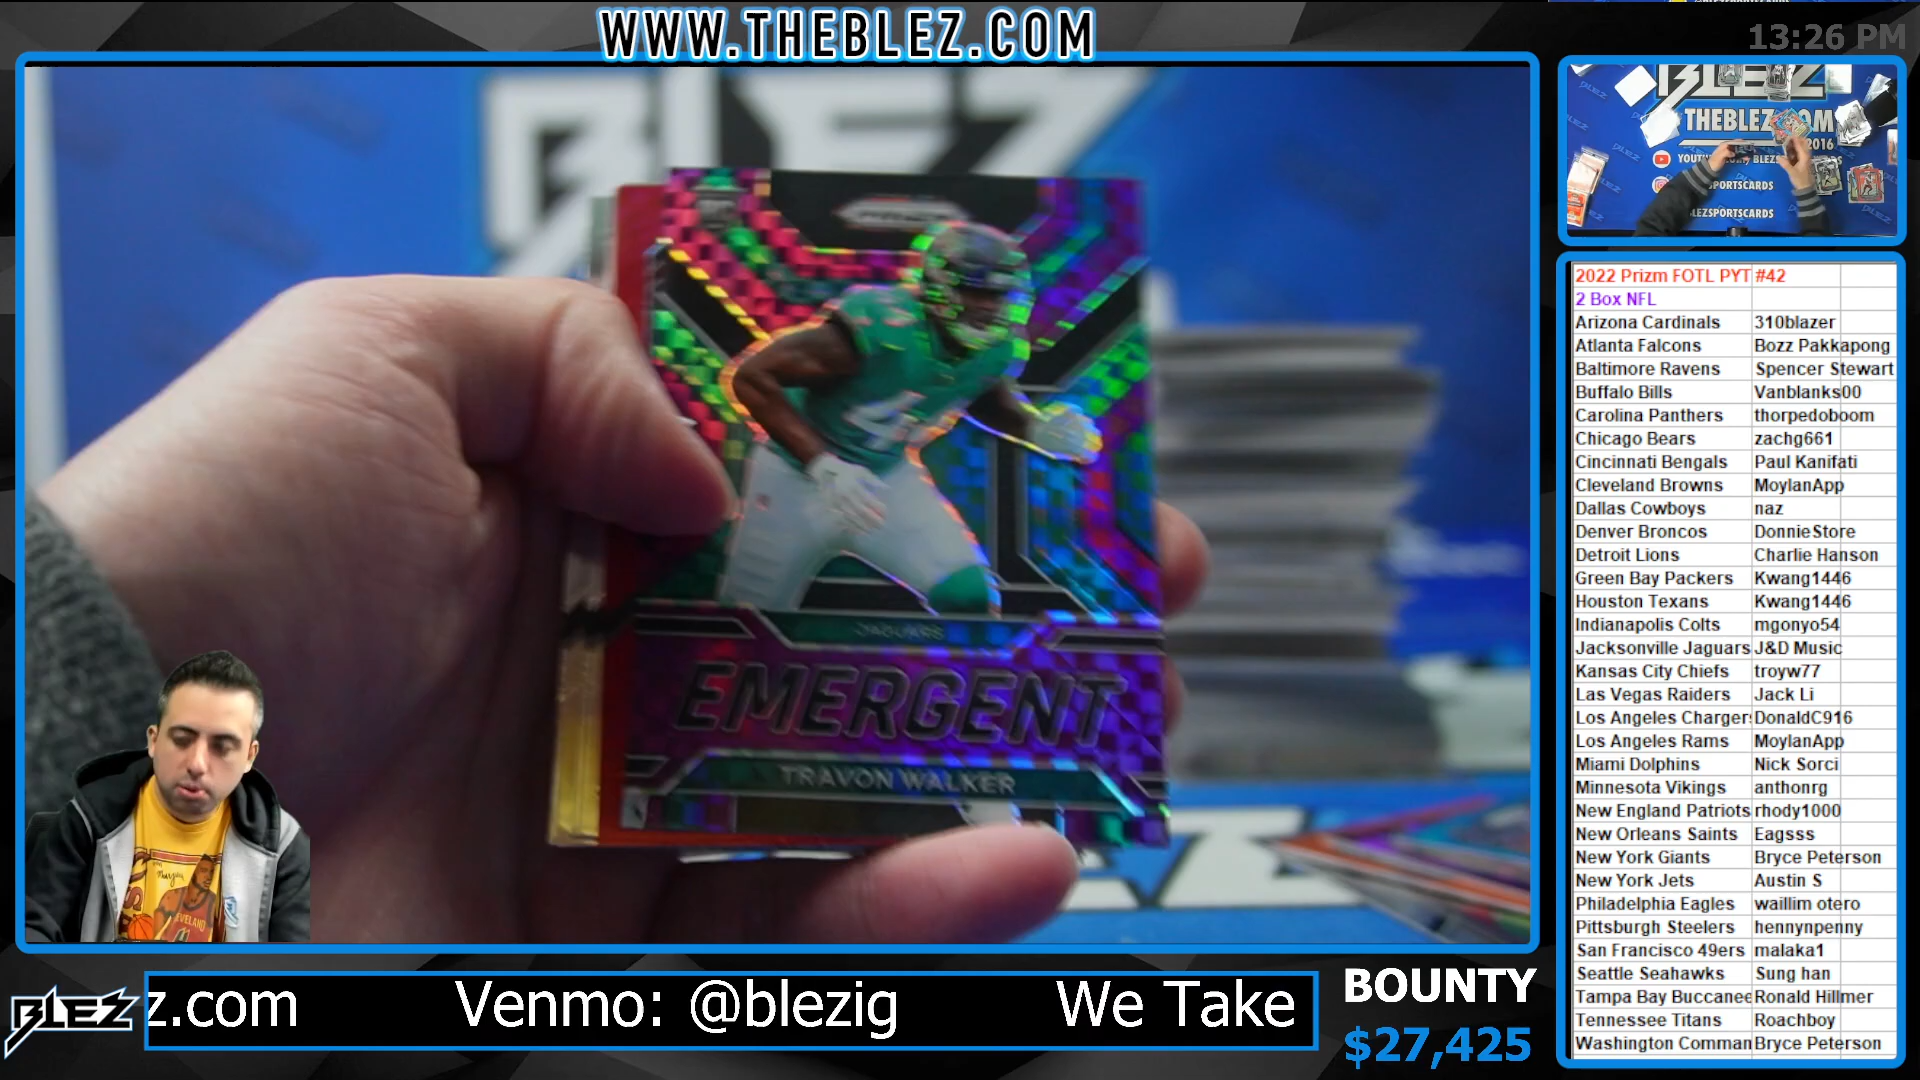 WWW.THEBLEZ.COM
13:26 PM
BLEZ
JAGUARS
EMERGENT
TRAVON WALKER
BLEZ
THEBLEZ
2016
SPORTSCARDS
BLEZSPORTSCARDS
2022 Prizm FOTL PYT #42
2 Box NFL
Arizona Cardinals 310blazer
Atlanta Falcons Bozz Pakkapong
Baltimore Ravens Spencer Stewart
Buffalo Bills Vanblanks00
Carolina Panthers thorpedoboom
Chicago Bears zachg661
Cincinnati Bengals Paul Kanifati
Cleveland Browns MoylanApp
Dallas Cowboys naz
Denver Broncos DonnieStore
Detroit Lions Charlie Hanson
Green Bay Packers Kwang1446
Houston Texans Kwang1446
Indianapolis Colts mgonyo54
Jacksonville Jaguars J&D Music
Kansas City Chiefs troyw77
Las Vegas Raiders Jack Li
Los Angeles Chargers DonaldC916
Los Angeles Rams MoylanApp
Miami Dolphins Nick Sorci
Minnesota Vikings anthonrg
New England Patriots rhody1000
New Orleans Saints Eagsss
New York Giants Bryce Peterson
New York Jets Austin S
Philadelphia Eagles waillim otero
Pittsburgh Steelers hennynpenny
San Francisco 49ers malaka1
Seattle Seahawks Sung han
Tampa Bay Buccanee Ronald Hillmer
Tennessee Titans Roachboy
Washington Comman Bryce Peterson
BLEZ
z.com Venmo: @blezig We Take
BOUNTY
$27,425